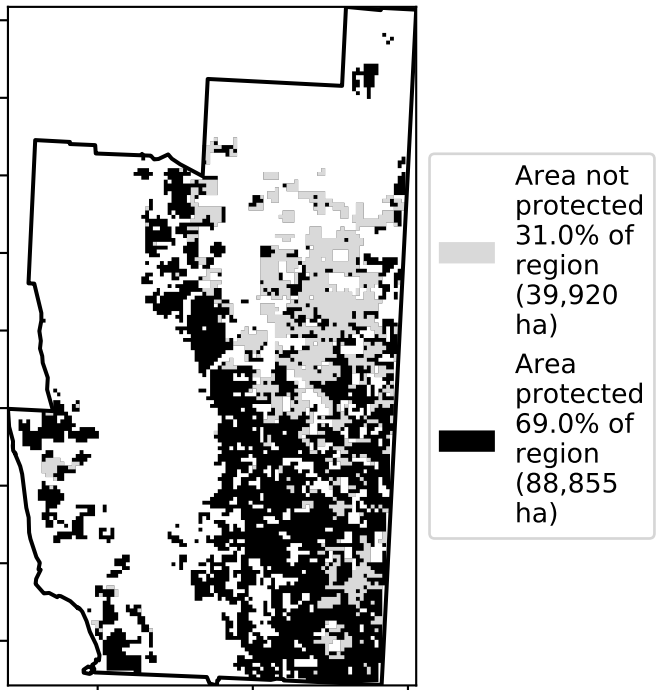 Area not
protected
31.0% of
region
(39,920
ha)
Area
protected
69.0% of
region
(88,855
ha)